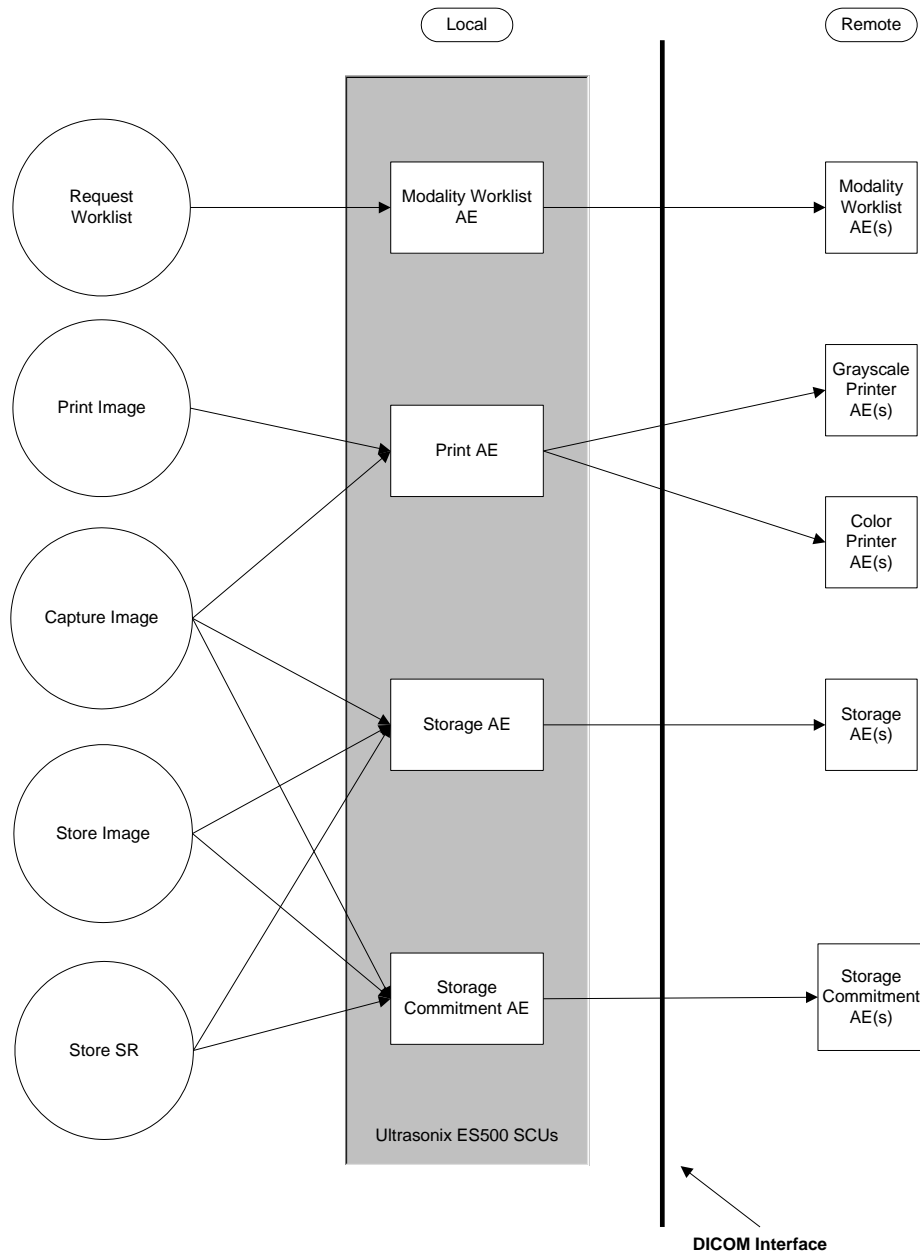 Local
Remote
Request
Worklist
Modality Worklist
AE
Modality
Worklist
AE(s)
Print Image
Print AE
Grayscale
Printer
AE(s)
Color
Printer
AE(s)
Capture Image
Storage AE
Storage
AE(s)
Store Image
Storage
Commitment AE
Storage
Commitment
AE(s)
Store SR
Ultrasonix ES500 SCUs
DICOM Interface